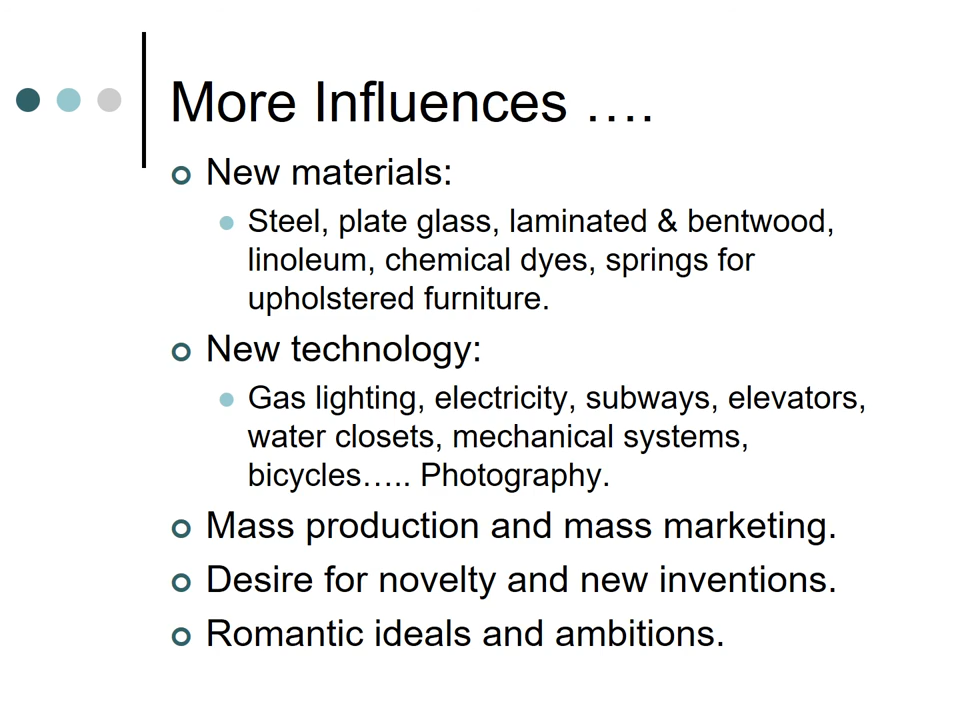 More Influences ….
New materials:
Steel, plate glass, laminated & bentwood,
linoleum, chemical dyes, springs for
upholstered furniture.
New technology:
Gas lighting, electricity, subways, elevators,
water closets, mechanical systems,
bicycles….. Photography.
Mass production and mass marketing.
Desire for novelty and new inventions.
Romantic ideals and ambitions.